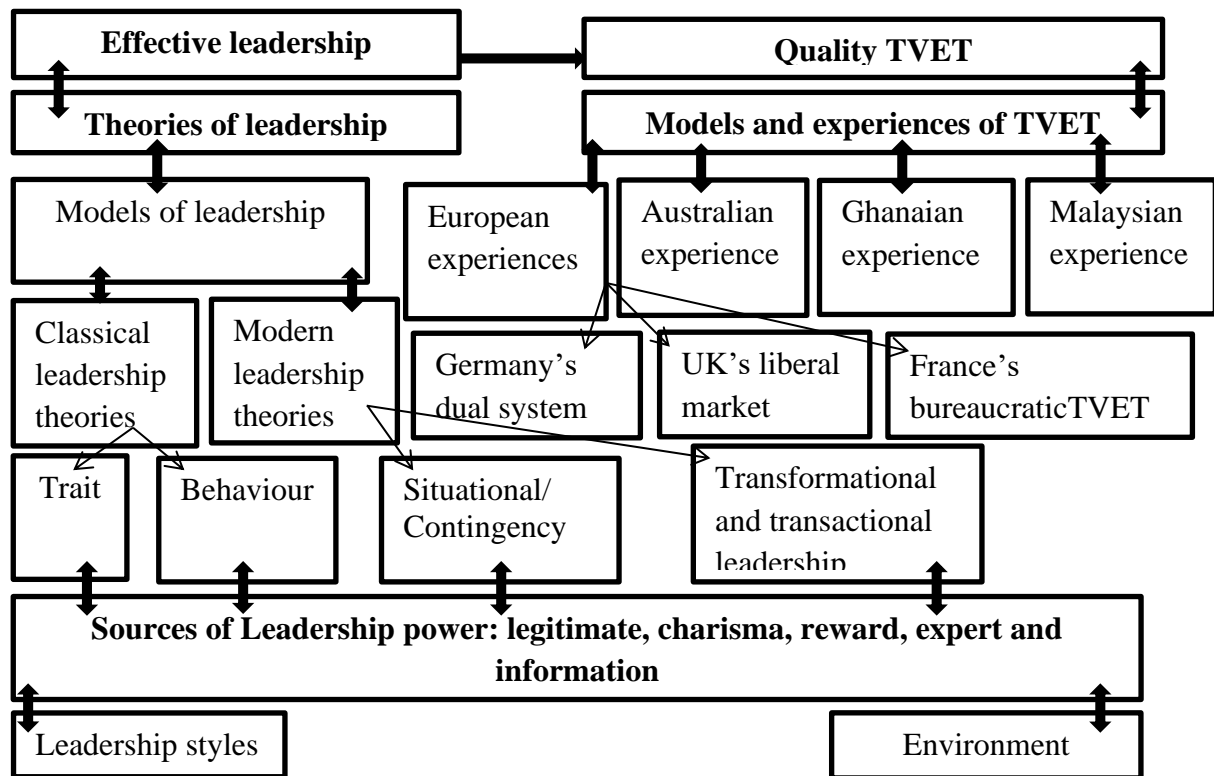 Effective leadership
Quality TVET
Theories of leadership
Models and experiences of TVET
Models of leadership
European
experiences
Australian
experience
Ghanaian
experience
Malaysian
experience
Classical
leadership
theories
Modern
leadership
theories
Germany’s
dual system
UK’s liberal
market
France’s
bureaucraticTVET
Trait
Behaviour
Situational/
Contingency
Transformational
and transactional
leadership
Sources of Leadership power: legitimate, charisma, reward, expert and
information
Leadership styles
Environment